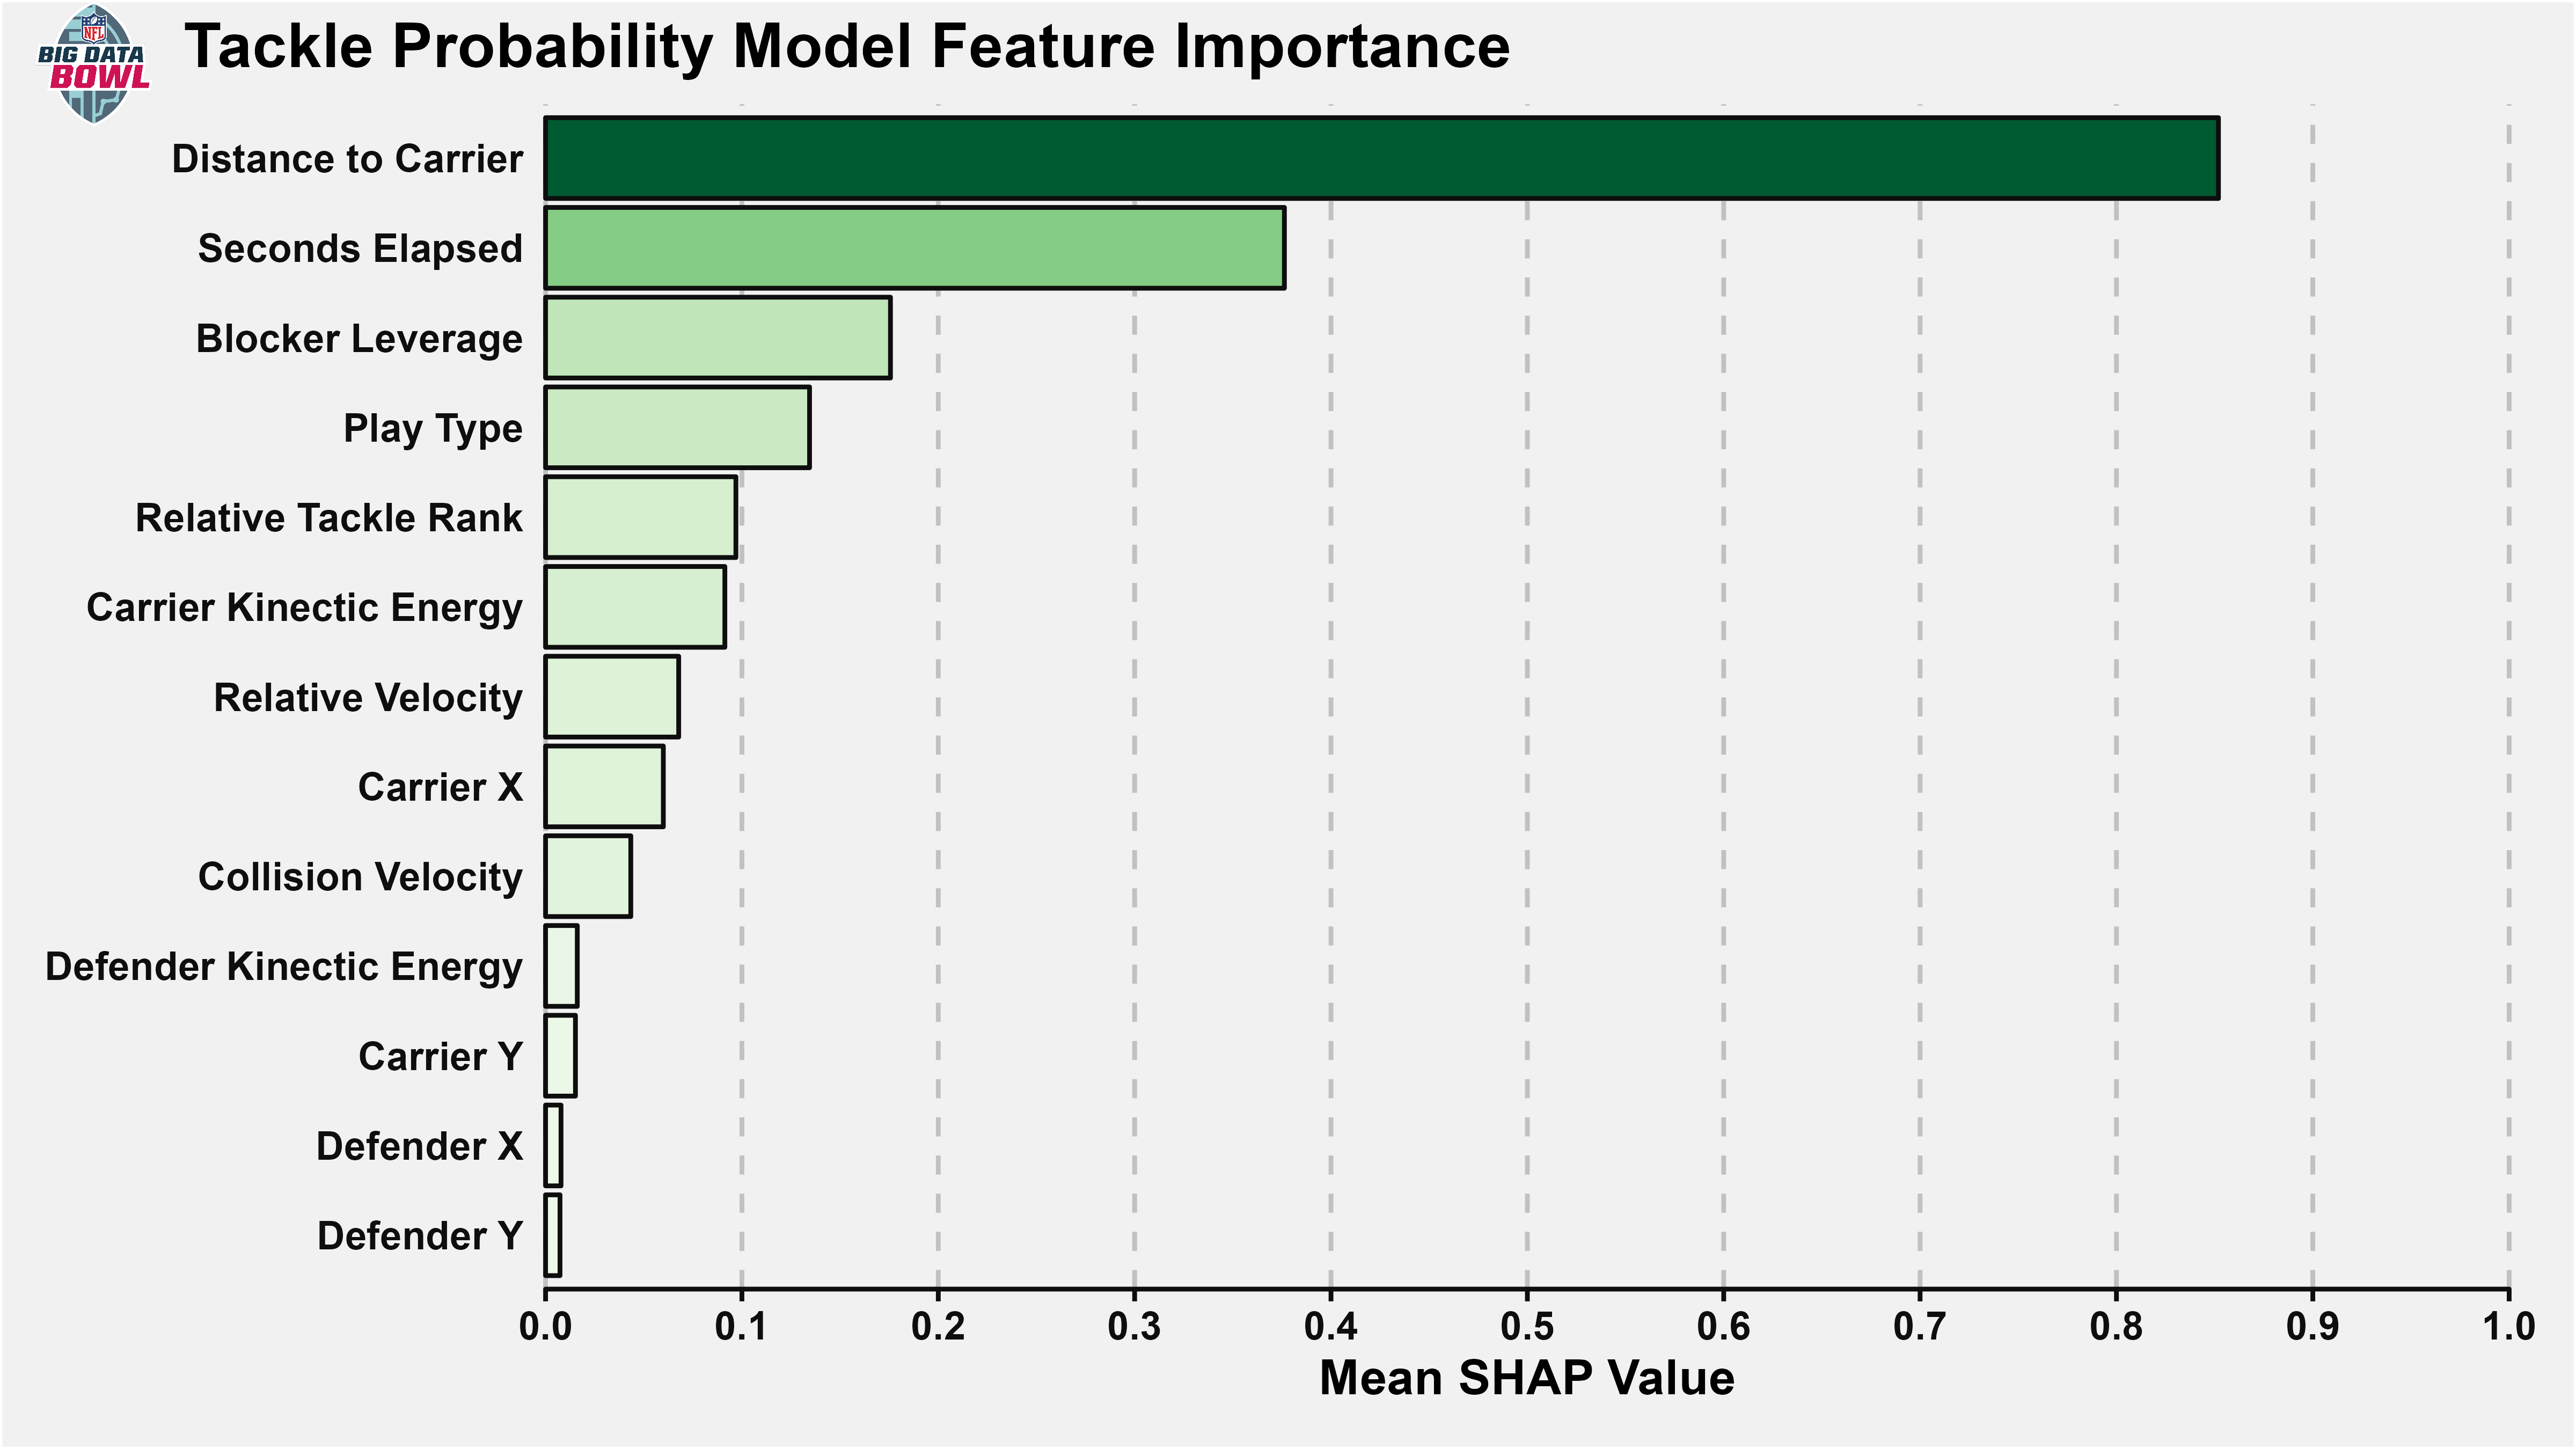 NFL
BIG DATA
BOWL
Tackle Probability Model Feature Importance
Distance to Carrier
Seconds Elapsed
Blocker Leverage
Play Type
Relative Tackle Rank
Carrier Kinectic Energy
Relative Velocity
Carrier X
Collision Velocity
Defender Kinectic Energy
Carrier Y
Defender X
Defender Y
0.0 0.1 0.2 0.3 0.4 0.5 0.6 0.7 0.8 0.9 1.0
Mean SHAP Value